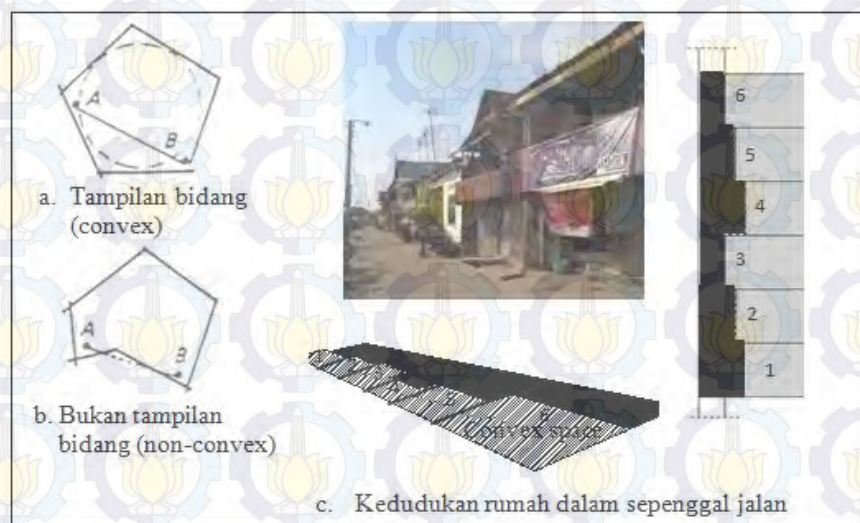 A
B
a. Tampilan bidang
(convex)
A
B
b. Bukan tampilan
bidang (non-convex)
6
5
4
3
2
1
Convex space
c. Kedudukan rumah dalam sepenggal jalan